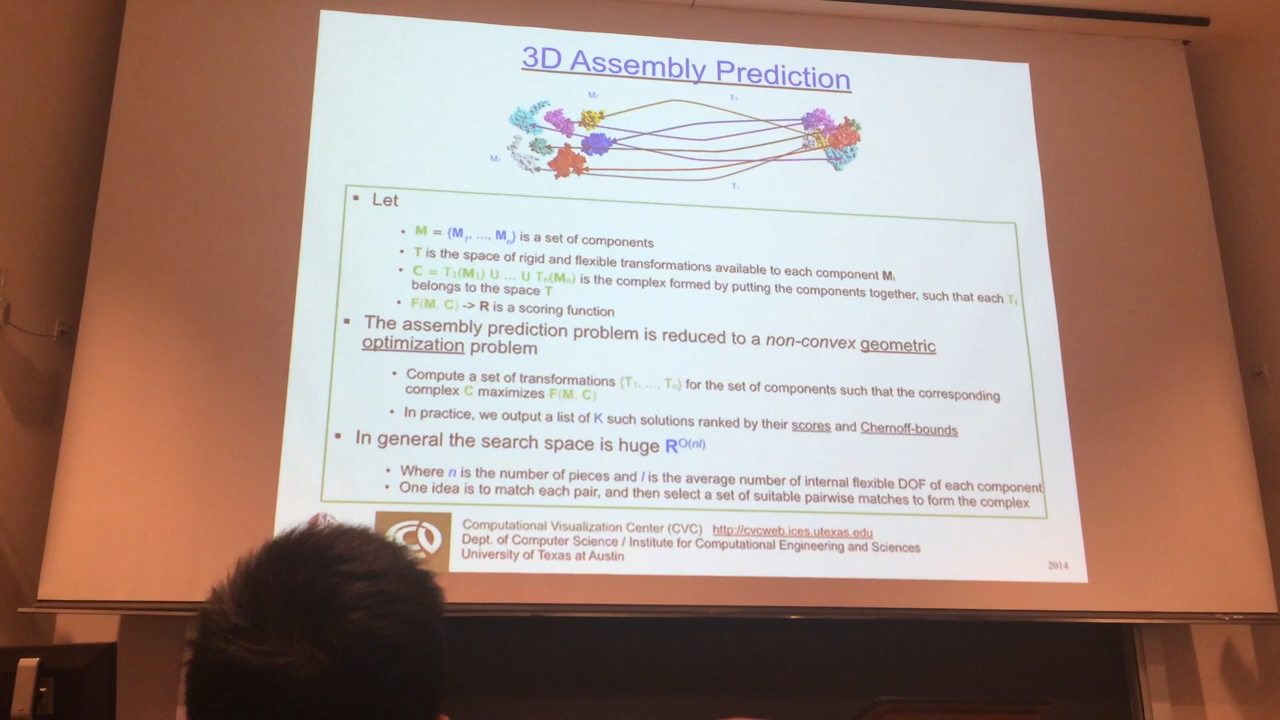 3D Assembly Prediction
Let
M = {M₁, ..., Mₙ} is a set of components
T is the space of rigid and flexible transformations available to each component Mᵢ
C = T₁(M₁) U ... U Tₙ(Mₙ) is the complex formed by putting the components together, such that each Tᵢ
belongs to the space T
F(M, C) -> R is a scoring function
The assembly prediction problem is reduced to a non-convex geometric
optimization problem
Compute a set of transformations {T₁, ..., Tₙ} for the set of components such that the corresponding
complex C maximizes F(M, C)
In practice, we output a list of K such solutions ranked by their scores and Chernoff-bounds
In general the search space is huge R^O(nl)
Where n is the number of pieces and l is the average number of internal flexible DOF of each component
One idea is to match each pair, and then select a set of suitable pairwise matches to form the complex
Computational Visualization Center (CVC) http://cvcweb.ices.utexas.edu
Dept. of Computer Science / Institute for Computational Engineering and Sciences
University of Texas at Austin
2014